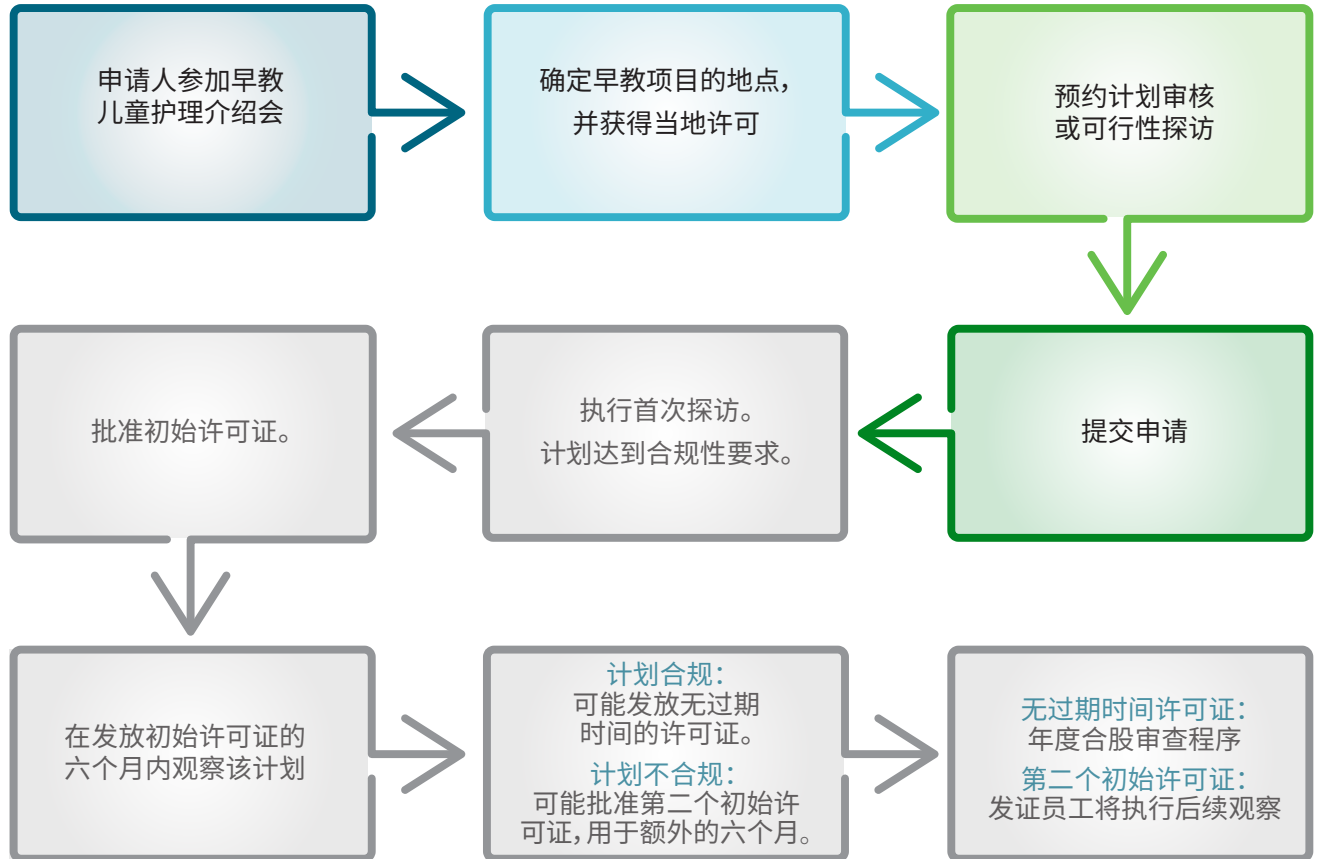 申请人参加早教
儿童护理介绍会
确定早教项目的地点，
并获得当地许可
预约计划审核
或可行性探访
提交申请
执行首次探访。
计划达到合规性要求。
批准初始许可证。
在发放初始许可证的
六个月内观察该计划
计划合规：
可能发放无过期
时间的许可证。
计划不合规：
可能批准第二个初始许
可证，用于额外的六个月。
无过期时间许可证：
年度合股审查程序
第二个初始许可证：
发证员工将执行后续观察